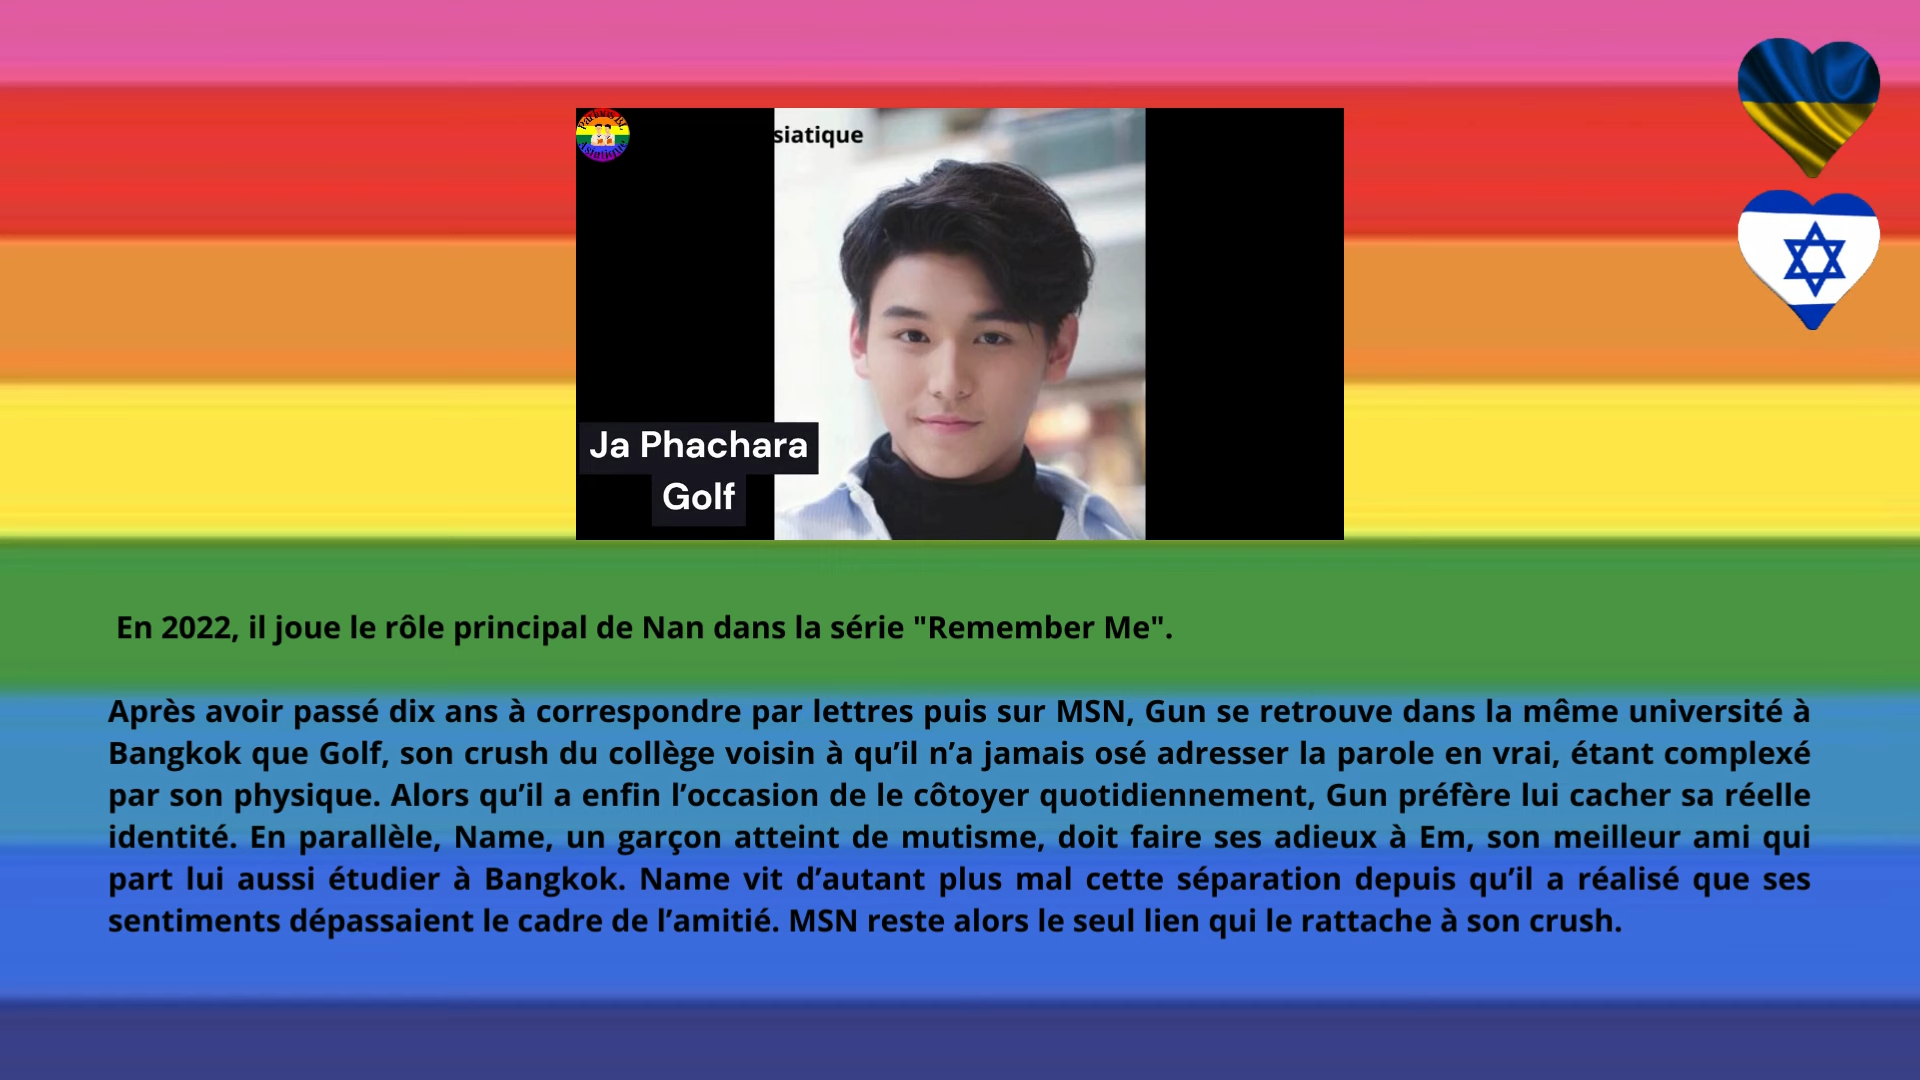 Parlons BL
Asiatique
siatique
Ja Phachara
Golf
En 2022, il joue le rôle principal de Nan dans la série "Remember Me".
Après avoir passé dix ans à correspondre par lettres puis sur MSN, Gun se retrouve dans la même université à
Bangkok que Golf, son crush du collège voisin à qu’il n’a jamais osé adresser la parole en vrai, étant complexé
par son physique. Alors qu’il a enfin l’occasion de le côtoyer quotidiennement, Gun préfère lui cacher sa réelle
identité. En parallèle, Name, un garçon atteint de mutisme, doit faire ses adieux à Em, son meilleur ami qui
part lui aussi étudier à Bangkok. Name vit d’autant plus mal cette séparation depuis qu’il a réalisé que ses
sentiments dépassaient le cadre de l’amitié. MSN reste alors le seul lien qui le rattache à son crush.